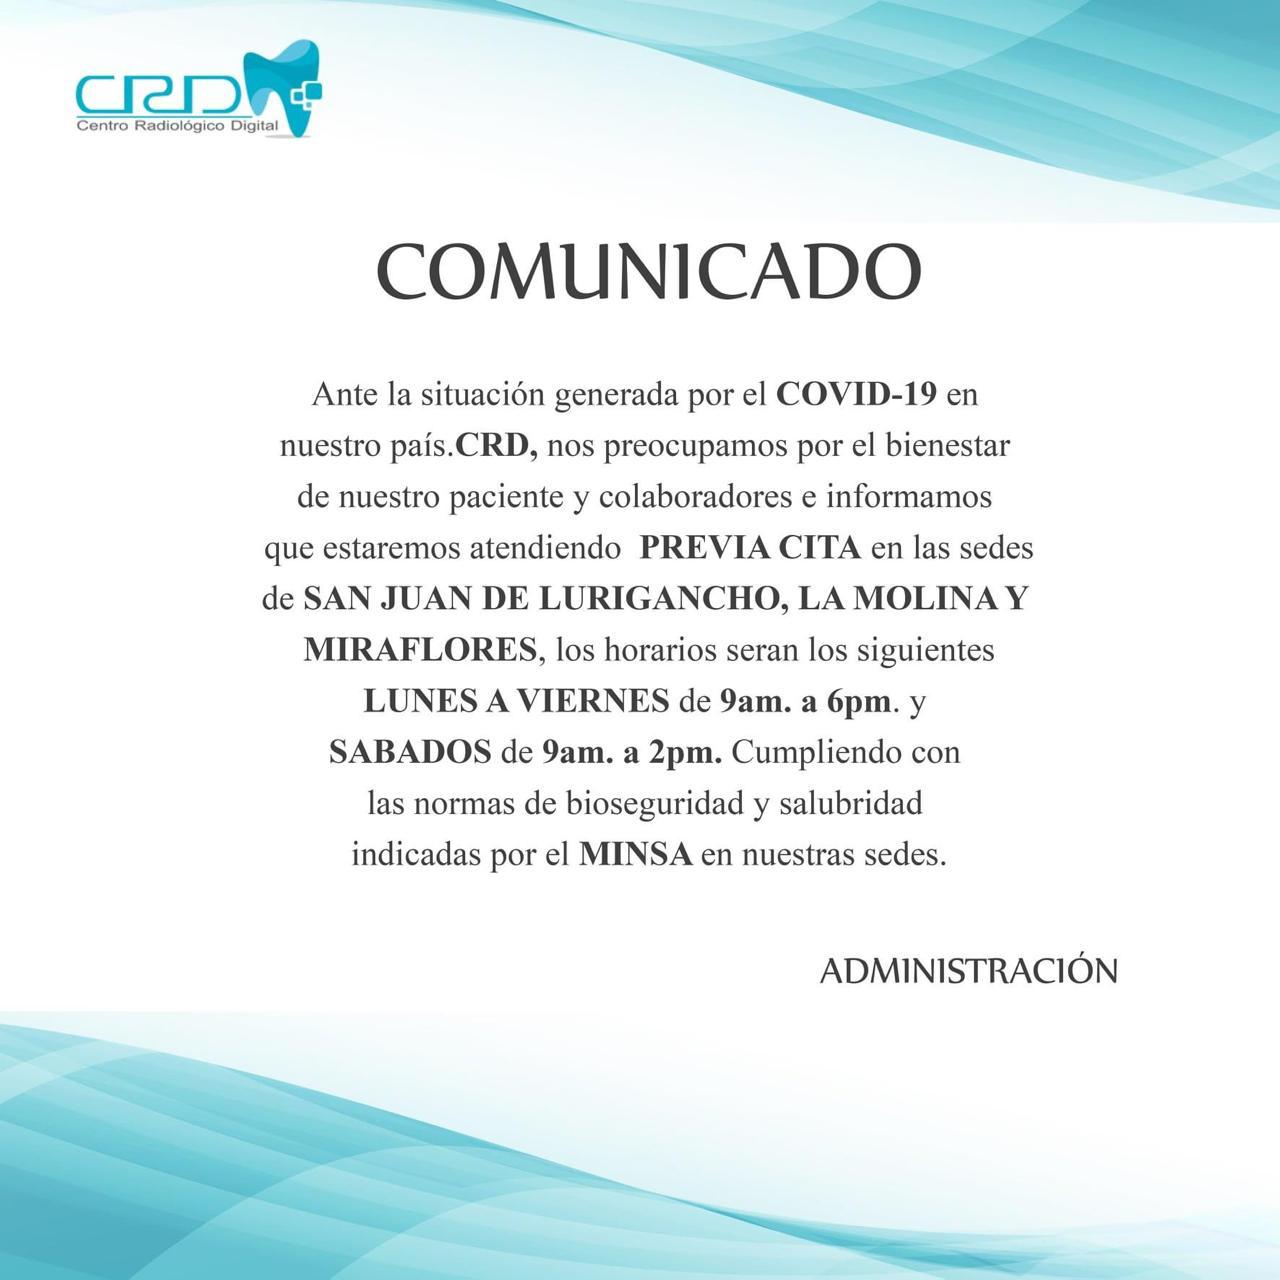 CRD
Centro Radiológico Digital
COMUNICADO
Ante la situación generada por el COVID-19 en
nuestro país.CRD, nos preocupamos por el bienestar
de nuestro paciente y colaboradores e informamos
que estaremos atendiendo PREVIA CITA en las sedes
de SAN JUAN DE LURIGANCHO, LA MOLINA Y
MIRAFLORES, los horarios seran los siguientes
LUNES A VIERNES de 9am. a 6pm. y
SABADOS de 9am. a 2pm. Cumpliendo con
las normas de bioseguridad y salubridad
indicadas por el MINSA en nuestras sedes.
ADMINISTRACIÓN